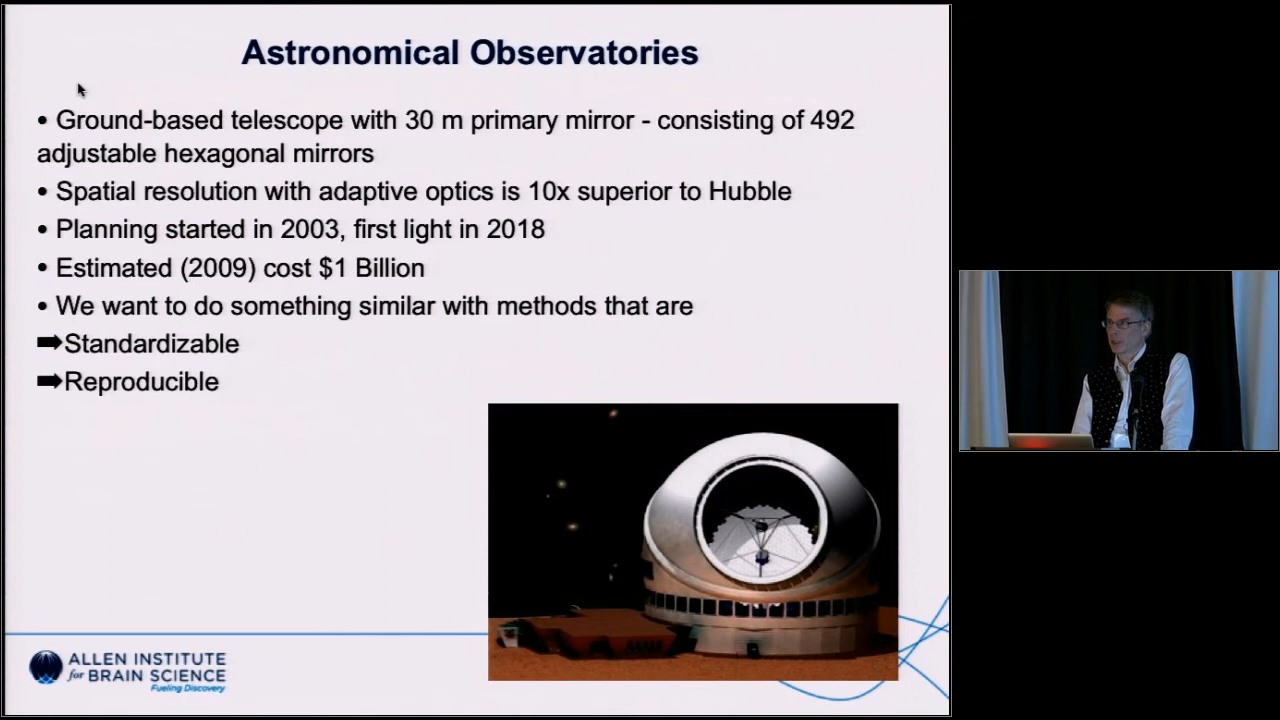 Astronomical Observatories
• Ground-based telescope with 30 m primary mirror - consisting of 492
adjustable hexagonal mirrors
• Spatial resolution with adaptive optics is 10x superior to Hubble
• Planning started in 2003, first light in 2018
• Estimated (2009) cost $1 Billion
• We want to do something similar with methods that are
➡Standardizable
➡Reproducible
ALLEN INSTITUTE
for BRAIN SCIENCE
Fueling Discovery